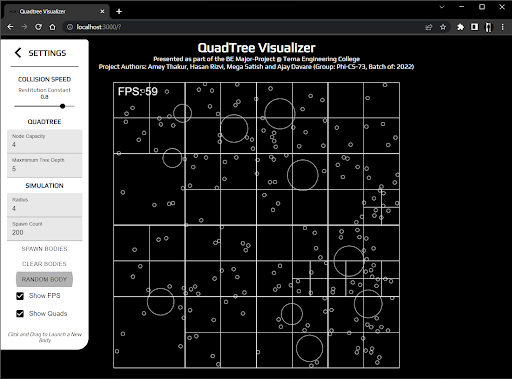 Quadtree Visualizer
localhost:3000/?
SETTINGS
COLLISION SPEED
Restitution Constant
0.8
QUADTREE
Node Capacity
4
Maxmimum Tree Depth
5
SIMULATION
Radius
4
Spawn Count
200
SPAWN BODIES
CLEAR BODIES
RANDOM BODY
Show FPS
Show Quads
Click and Drag to Launch a New
Body
QuadTree Visualizer
Presented as part of the BE Major-Project @ Terna Engineering College
Project Authors: Amey Thakur, Hasan Rizvi, Mega Satish and Ajay Davare (Group: Phi-CS-73, Batch of: 2022)
FPS: 59